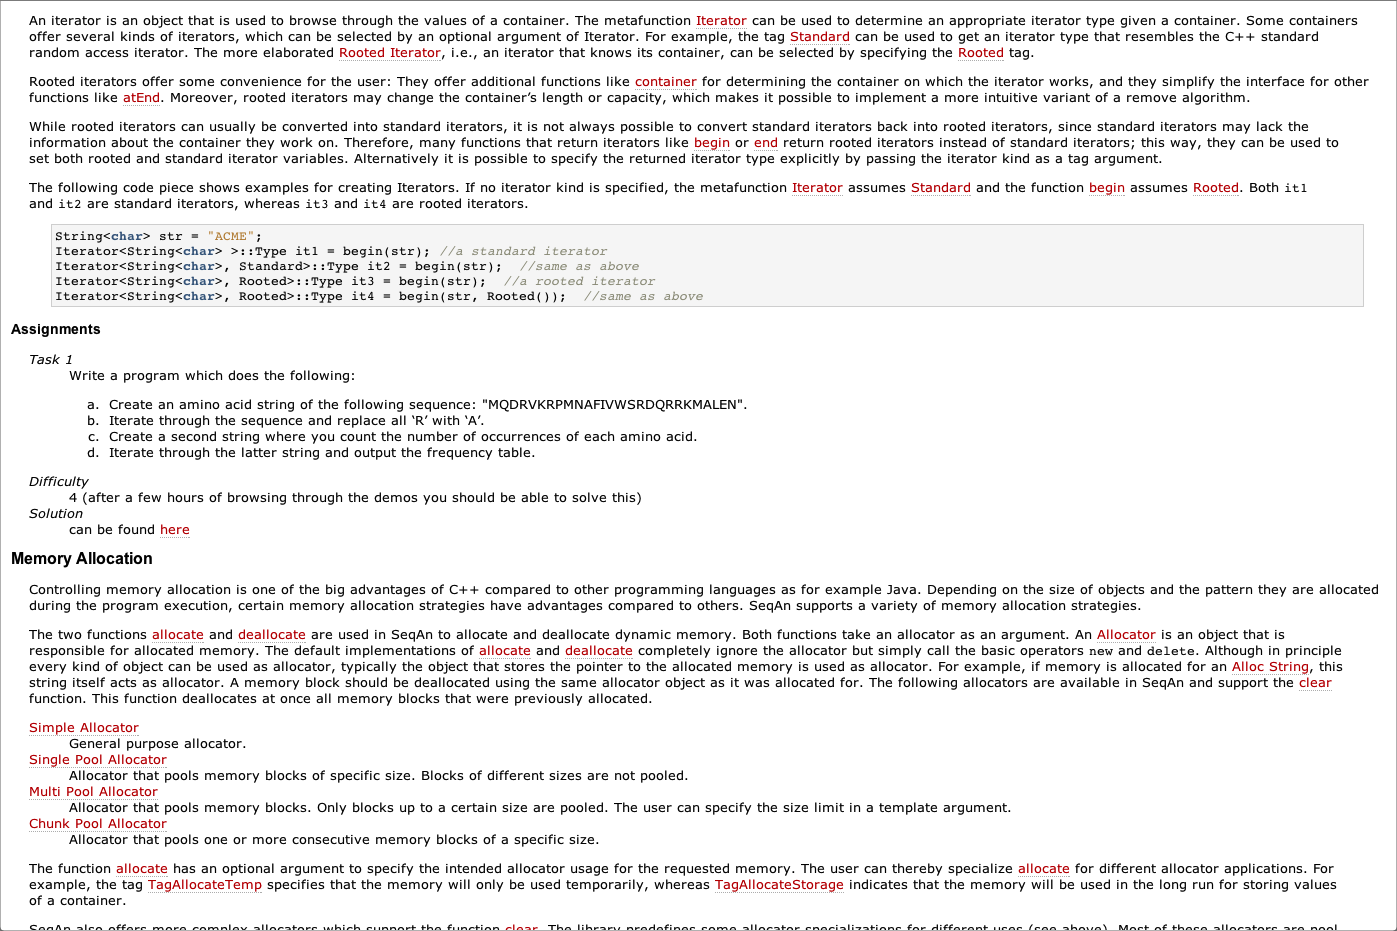 An iterator is an object that is used to browse through the values of a container. The metafunction Iterator can be used to determine an appropriate iterator type given a container. Some containers
offer several kinds of iterators, which can be selected by an optional argument of Iterator. For example, the tag Standard can be used to get an iterator type that resembles the C++ standard
random access iterator. The more elaborated Rooted Iterator, i.e., an iterator that knows its container, can be selected by specifying the Rooted tag.
Rooted iterators offer some convenience for the user: They offer additional functions like container for determining the container on which the iterator works, and they simplify the interface for other
functions like atEnd. Moreover, rooted iterators may change the container’s length or capacity, which makes it possible to implement a more intuitive variant of a remove algorithm.
While rooted iterators can usually be converted into standard iterators, it is not always possible to convert standard iterators back into rooted iterators, since standard iterators may lack the
information about the container they work on. Therefore, many functions that return iterators like begin or end return rooted iterators instead of standard iterators; this way, they can be used to
set both rooted and standard iterator variables. Alternatively it is possible to specify the returned iterator type explicitly by passing the iterator kind as a tag argument.
The following code piece shows examples for creating Iterators. If no iterator kind is specified, the metafunction Iterator assumes Standard and the function begin assumes Rooted. Both it1
and it2 are standard iterators, whereas it3 and it4 are rooted iterators.
String<char> str = "ACME";
Iterator<String<char> >::Type it1 = begin(str); //a standard iterator
Iterator<String<char>, Standard>::Type it2 = begin(str);  //same as above
Iterator<String<char>, Rooted>::Type it3 = begin(str);  //a rooted iterator
Iterator<String<char>, Rooted>::Type it4 = begin(str, Rooted());  //same as above
Assignments
Task 1
Write a program which does the following:
a. Create an amino acid string of the following sequence: "MQDRVKRPMNAFIVWSRDQRRKMALEN".
b. Iterate through the sequence and replace all ‘R’ with ‘A’.
c. Create a second string where you count the number of occurrences of each amino acid.
d. Iterate through the latter string and output the frequency table.
Difficulty
4 (after a few hours of browsing through the demos you should be able to solve this)
Solution
can be found here
Memory Allocation
Controlling memory allocation is one of the big advantages of C++ compared to other programming languages as for example Java. Depending on the size of objects and the pattern they are allocated
during the program execution, certain memory allocation strategies have advantages compared to others. SeqAn supports a variety of memory allocation strategies.
The two functions allocate and deallocate are used in SeqAn to allocate and deallocate dynamic memory. Both functions take an allocator as an argument. An Allocator is an object that is
responsible for allocated memory. The default implementations of allocate and deallocate completely ignore the allocator but simply call the basic operators new and delete. Although in principle
every kind of object can be used as allocator, typically the object that stores the pointer to the allocated memory is used as allocator. For example, if memory is allocated for an Alloc String, this
string itself acts as allocator. A memory block should be deallocated using the same allocator object as it was allocated for. The following allocators are available in SeqAn and support the clear
function. This function deallocates at once all memory blocks that were previously allocated.
Simple Allocator
General purpose allocator.
Single Pool Allocator
Allocator that pools memory blocks of specific size. Blocks of different sizes are not pooled.
Multi Pool Allocator
Allocator that pools memory blocks. Only blocks up to a certain size are pooled. The user can specify the size limit in a template argument.
Chunk Pool Allocator
Allocator that pools one or more consecutive memory blocks of a specific size.
The function allocate has an optional argument to specify the intended allocator usage for the requested memory. The user can thereby specialize allocate for different allocator applications. For
example, the tag TagAllocateTemp specifies that the memory will only be used temporarily, whereas TagAllocateStorage indicates that the memory will be used in the long run for storing values
of a container.
SeqAn also offers more complex allocators which support the function clear. The library predefines some allocator specializations for different uses (see above). Most of these allocators are pool